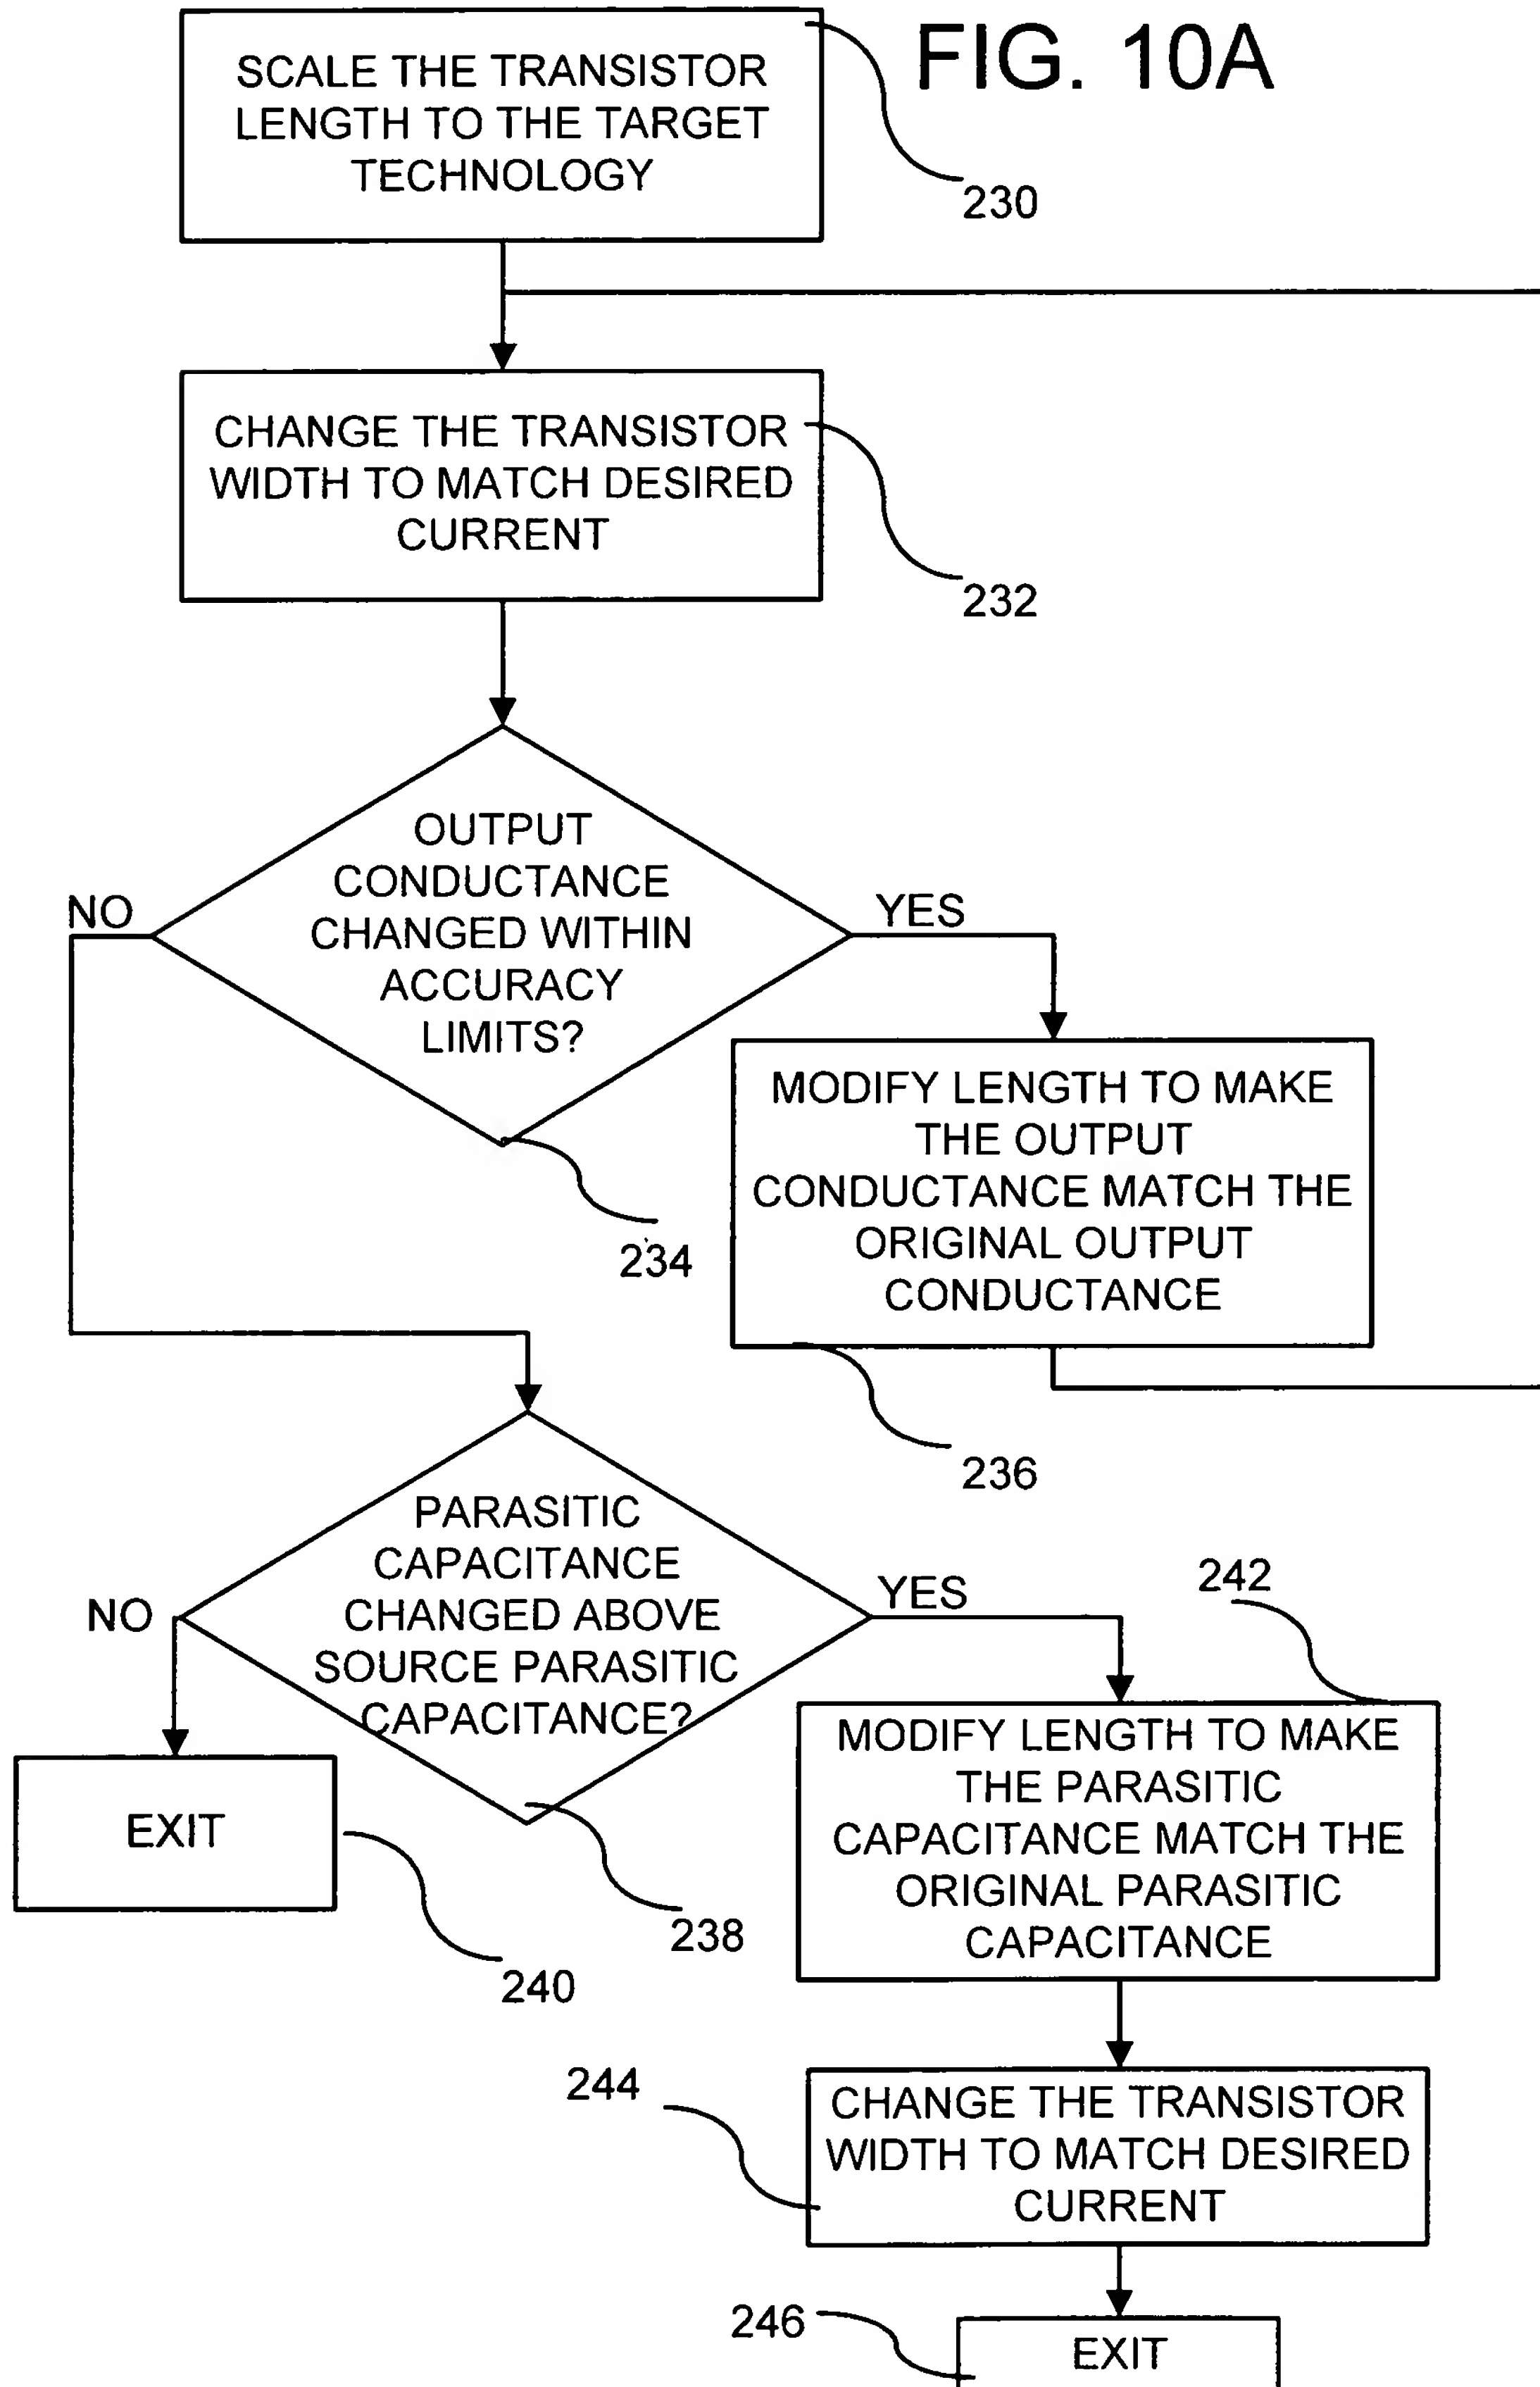 FIG. 10A
SCALE THE TRANSISTOR
LENGTH TO THE TARGET
TECHNOLOGY
230
CHANGE THE TRANSISTOR
WIDTH TO MATCH DESIRED
CURRENT
232
OUTPUT
CONDUCTANCE
CHANGED WITHIN
ACCURACY
LIMITS?
NO
YES
234
MODIFY LENGTH TO MAKE
THE OUTPUT
CONDUCTANCE MATCH THE
ORIGINAL OUTPUT
CONDUCTANCE
236
PARASITIC
CAPACITANCE
CHANGED ABOVE
SOURCE PARASITIC
CAPACITANCE?
NO
YES
238
EXIT
240
242
MODIFY LENGTH TO MAKE
THE PARASITIC
CAPACITANCE MATCH THE
ORIGINAL PARASITIC
CAPACITANCE
244
CHANGE THE TRANSISTOR
WIDTH TO MATCH DESIRED
CURRENT
246
EXIT